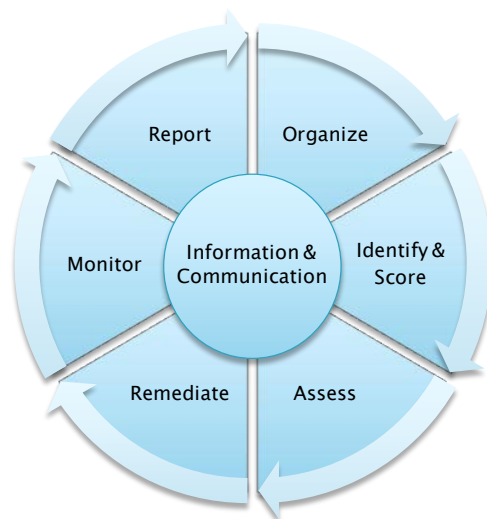 Report
Organize
Information &
Communication
Identify &
Score
Monitor
Remediate
Assess